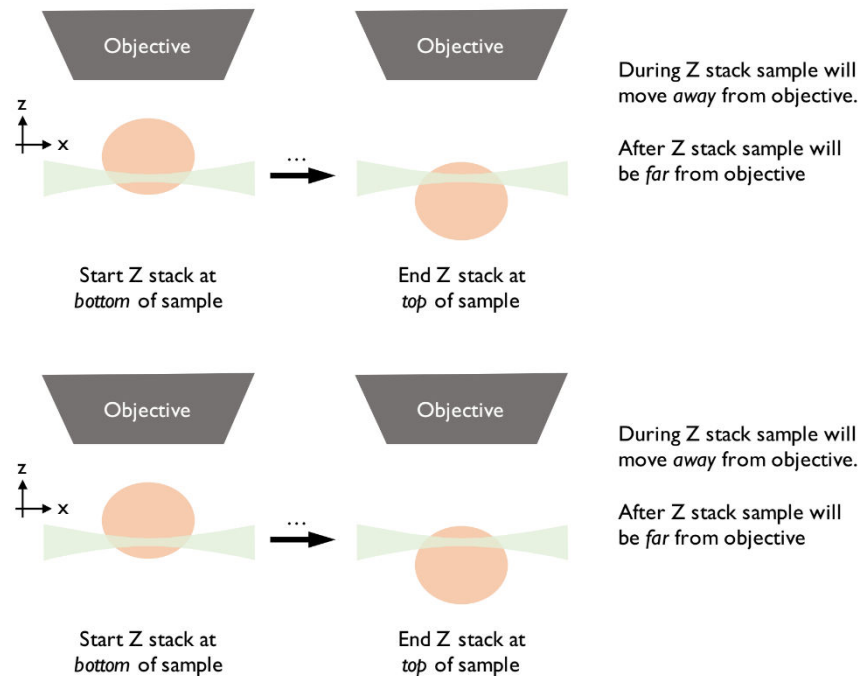 Objective
Objective
During Z stack sample will
move away from objective.
z
x
...
After Z stack sample will
be far from objective
Start Z stack at
bottom of sample
End Z stack at
top of sample
Objective
Objective
During Z stack sample will
move away from objective.
z
x
...
After Z stack sample will
be far from objective
Start Z stack at
bottom of sample
End Z stack at
top of sample